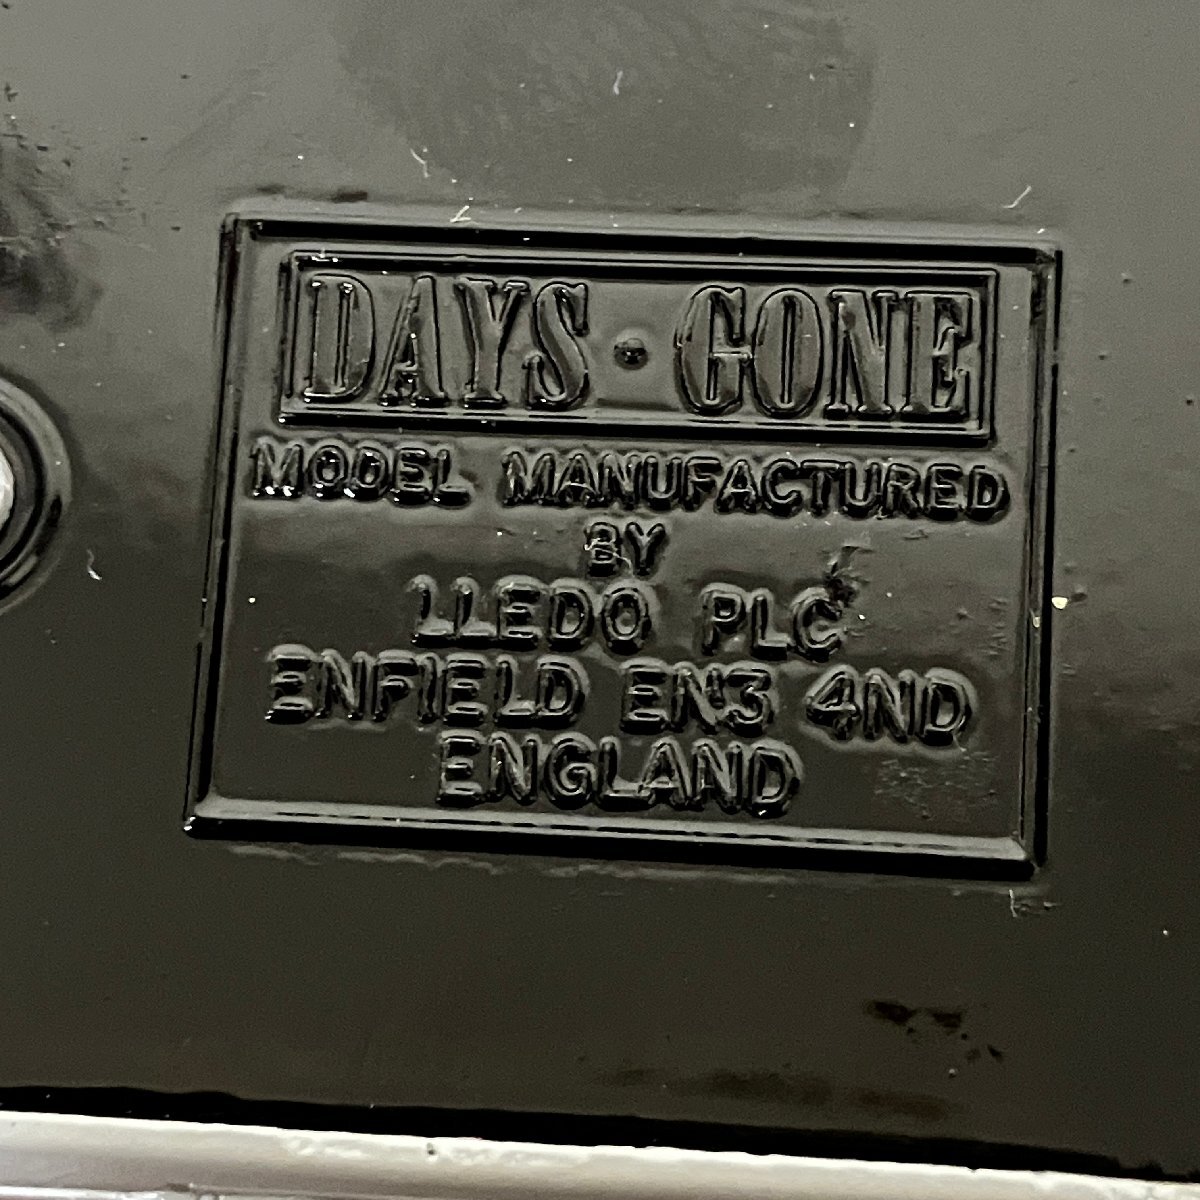 DAYS · GONE
MODEL MANUFACTURED
BY
LLEDO PLC
ENFIELD EN3 4ND
ENGLAND